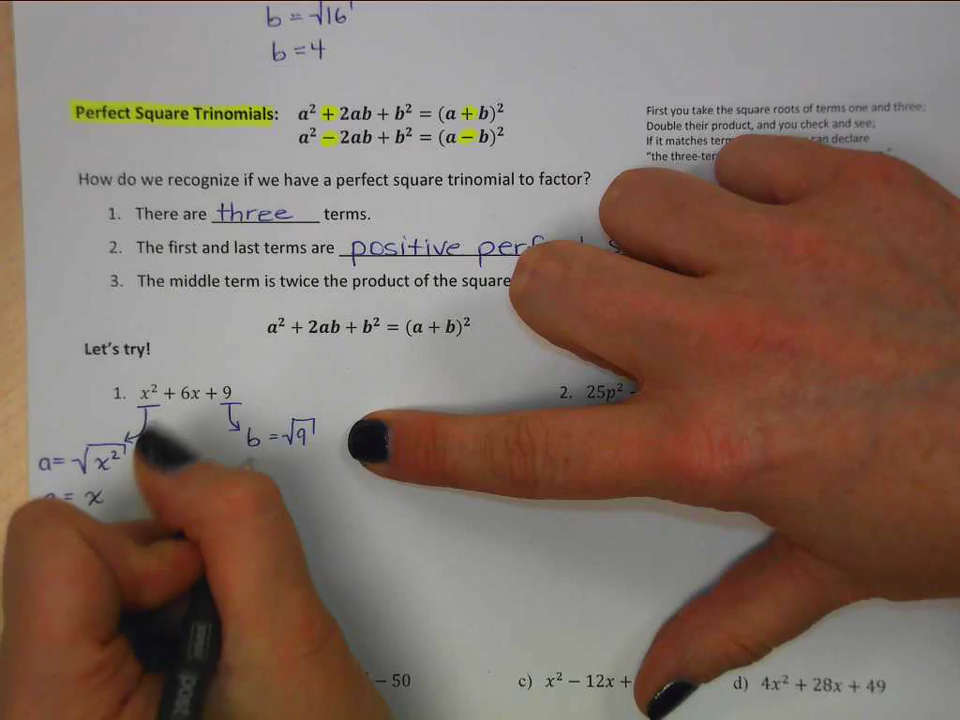 b = √16
b = 4
Perfect Square Trinomials: a² + 2ab + b² = (a + b)²
a² − 2ab + b² = (a − b)²
First you take the square roots of terms one and three;
Double their product, and you check and see;
If it matches can declare
"the
How do we recognize if we have a perfect square trinomial to factor?
1. There are three terms.
2. The first and last terms are positive
3. The middle term is twice the product of the square
a² + 2ab + b² = (a + b)²
Let's try!
1. x² + 6x + 9
2. 25p² -
b = √9
a = √x²
= x
− 50
c) x² − 12x +
d) 4x² + 28x + 49